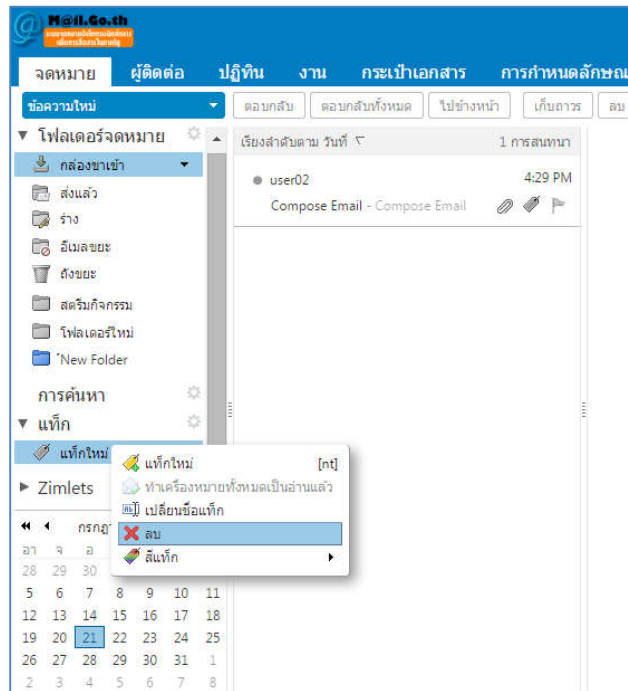 M@il.Go.th
จดหมาย ผู้ติดต่อ ปฏิทิน งาน กระเป๋าเอกสาร การกำหนดลักษณ
ข้อความใหม่ ตอบกลับ ตอบกลับทั้งหมด ไปข้างหน้า เก็บถาวร ลบ
โฟลเดอร์จดหมาย
เรียงลำดับตาม วันที่ 1 การสนทนา
กล่องขาเข้า
user02 4:29 PM
Compose Email - Compose Email
ส่งแล้ว
ร่าง
อีเมลขยะ
ถังขยะ
สตรีมกิจกรรม
โฟลเดอร์ใหม่
New Folder
การค้นหา
แท็ก
แท็กใหม่
แท็กใหม่ [nt]
ทำเครื่องหมายทั้งหมดเป็นอ่านแล้ว
เปลี่ยนชื่อแท็ก
ลบ
สีแท็ก
Zimlets
กรกฎา
อา จ อ
28 29 30
5 6 7 8 9 10 11
12 13 14 15 16 17 18
19 20 21 22 23 24 25
26 27 28 29 30 31 1
2 3 4 5 6 7 8